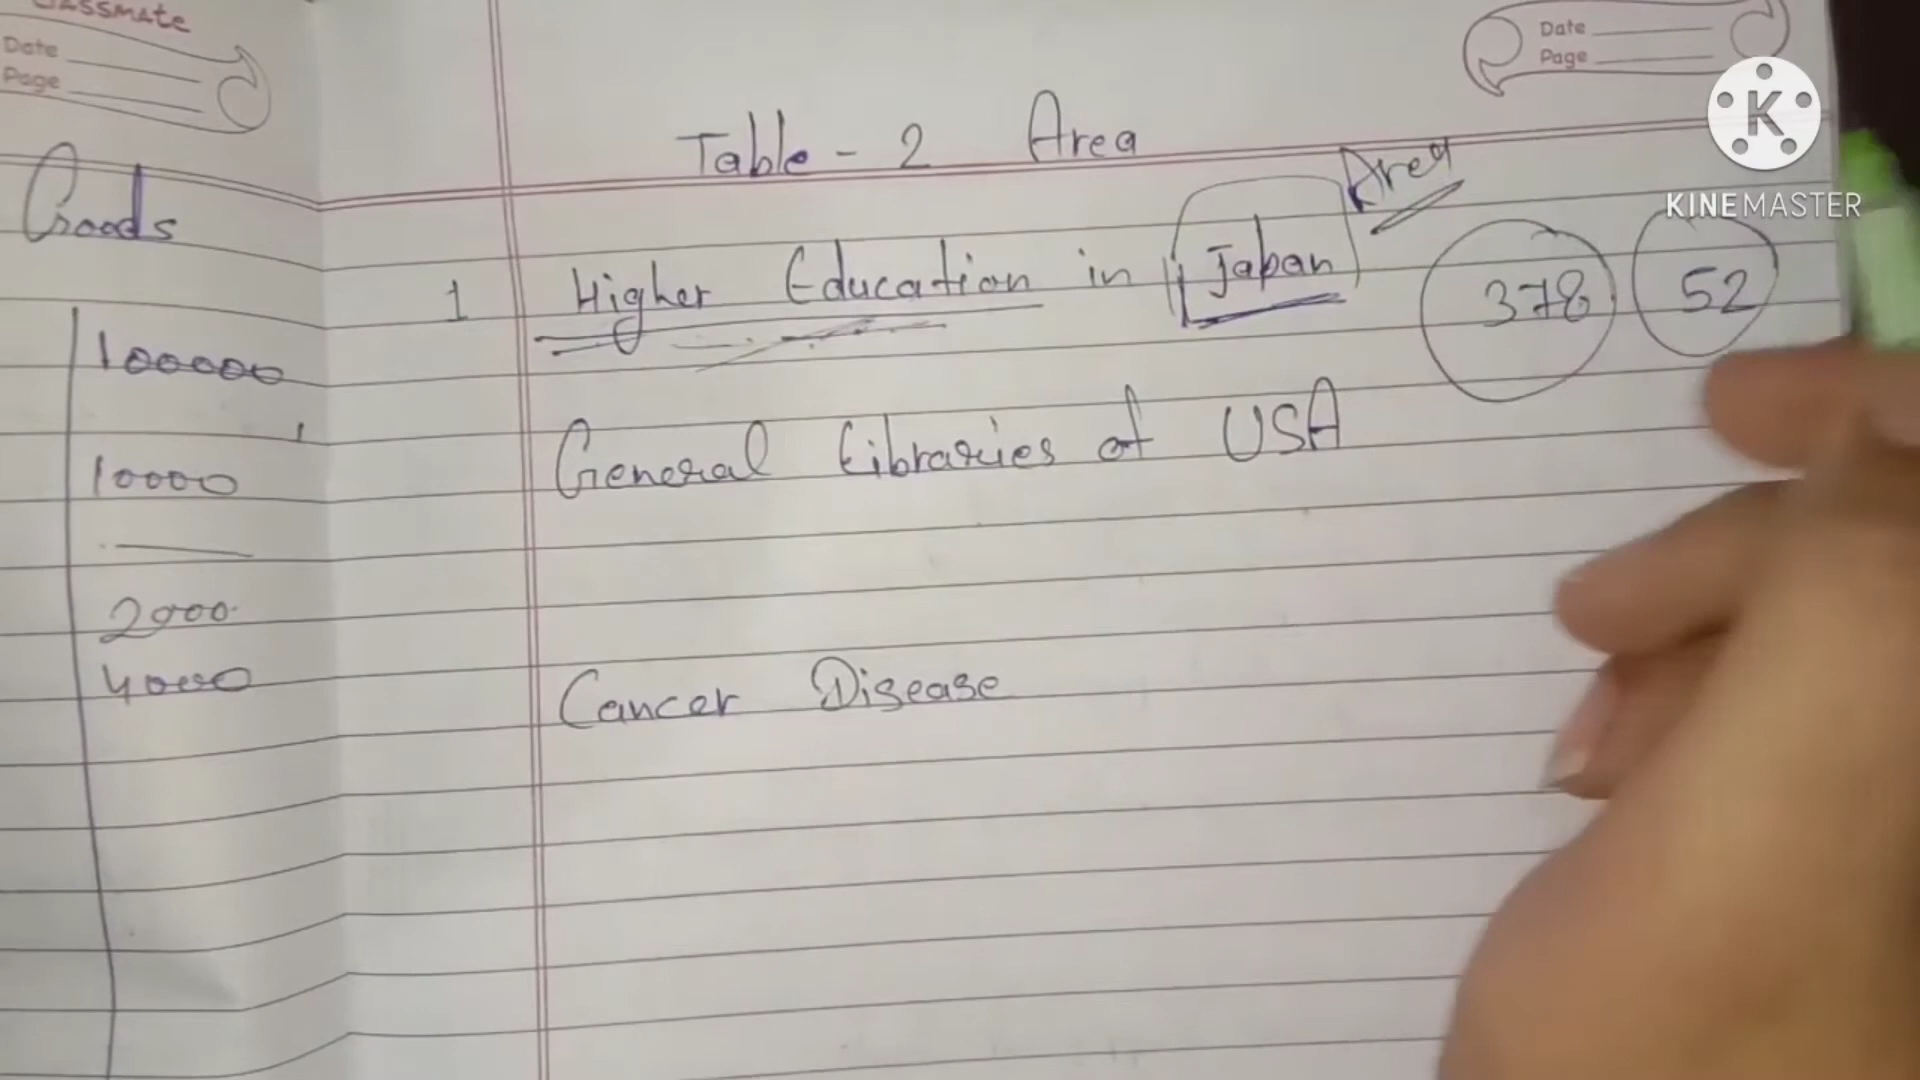 classmate
Date
Page
Goods
100000
10000
2000
4000
Date
Page
Table - 2 Area
Area
1 Higher Education in Japan 378 52
General Libraries of USA
Cancer Disease
K
KINEMASTER